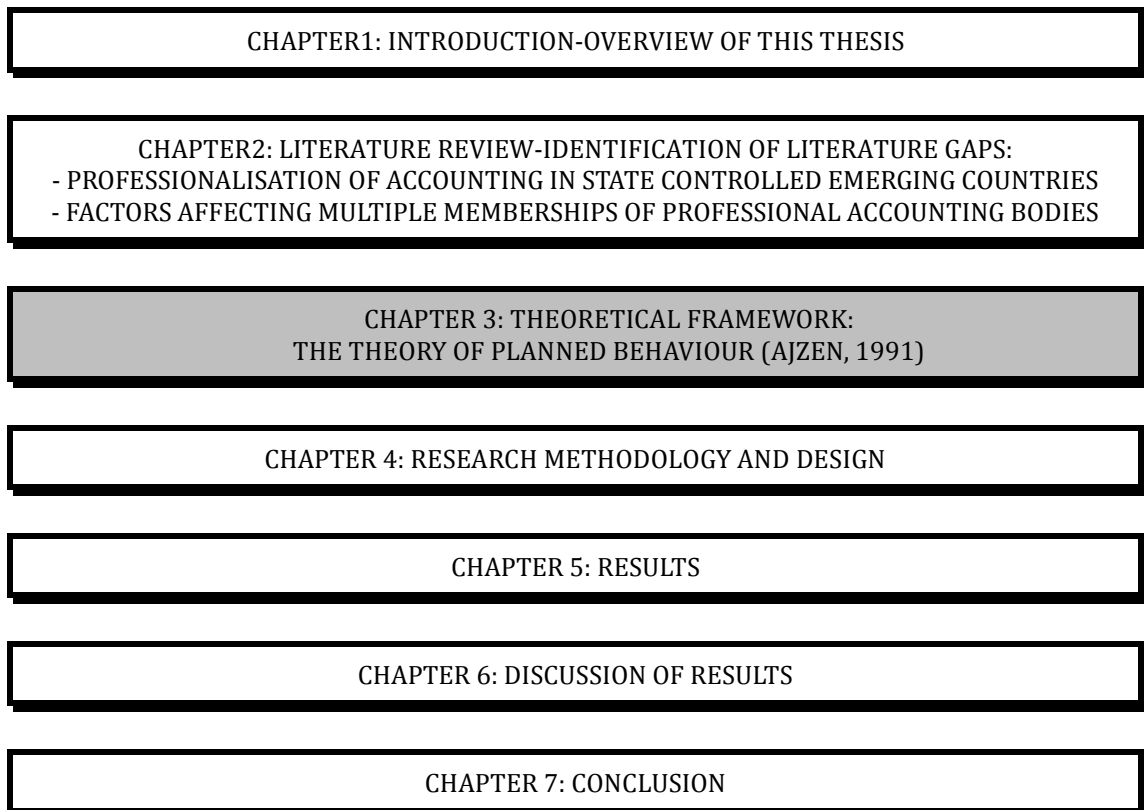 CHAPTER1: INTRODUCTION-OVERVIEW OF THIS THESIS
CHAPTER2: LITERATURE REVIEW-IDENTIFICATION OF LITERATURE GAPS:
- PROFESSIONALISATION OF ACCOUNTING IN STATE CONTROLLED EMERGING COUNTRIES
- FACTORS AFFECTING MULTIPLE MEMBERSHIPS OF PROFESSIONAL ACCOUNTING BODIES
CHAPTER 3: THEORETICAL FRAMEWORK:
THE THEORY OF PLANNED BEHAVIOUR (AJZEN, 1991)
CHAPTER 4: RESEARCH METHODOLOGY AND DESIGN
CHAPTER 5: RESULTS
CHAPTER 6: DISCUSSION OF RESULTS
CHAPTER 7: CONCLUSION